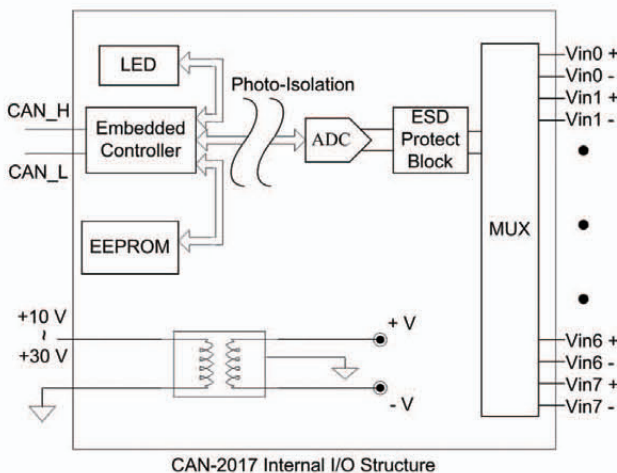 LED
Photo-Isolation
CAN_H
Embedded
Controller
CAN_L
ADC
ESD
Protect
Block
EEPROM
MUX
Vin0 +
Vin0 -
Vin1 +
Vin1 -
Vin6 +
Vin6 -
Vin7 +
Vin7 -
+10 V
~
+30 V
+ V
- V
CAN-2017 Internal I/O Structure